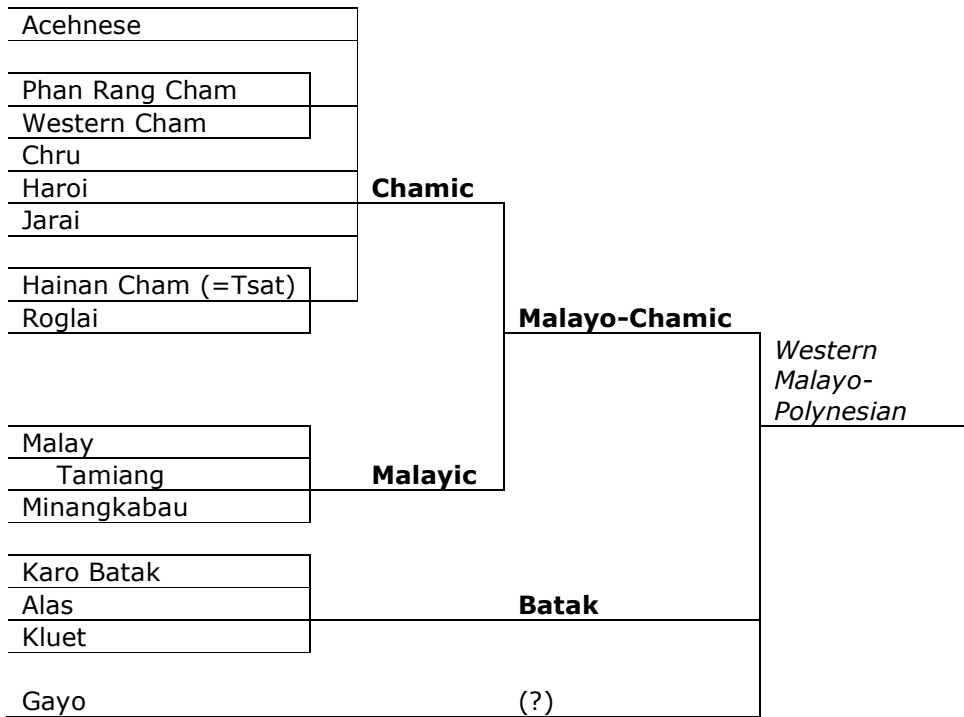 Acehnese
Phan Rang Cham
Western Cham
Chru
Haroi
Chamic
Jarai
Hainan Cham (=Tsat)
Roglai
Malayo-Chamic
Western
Malayo-
Polynesian
Malay
Tamiang
Malayic
Minangkabau
Karo Batak
Alas
Batak
Kluet
Gayo
(?)